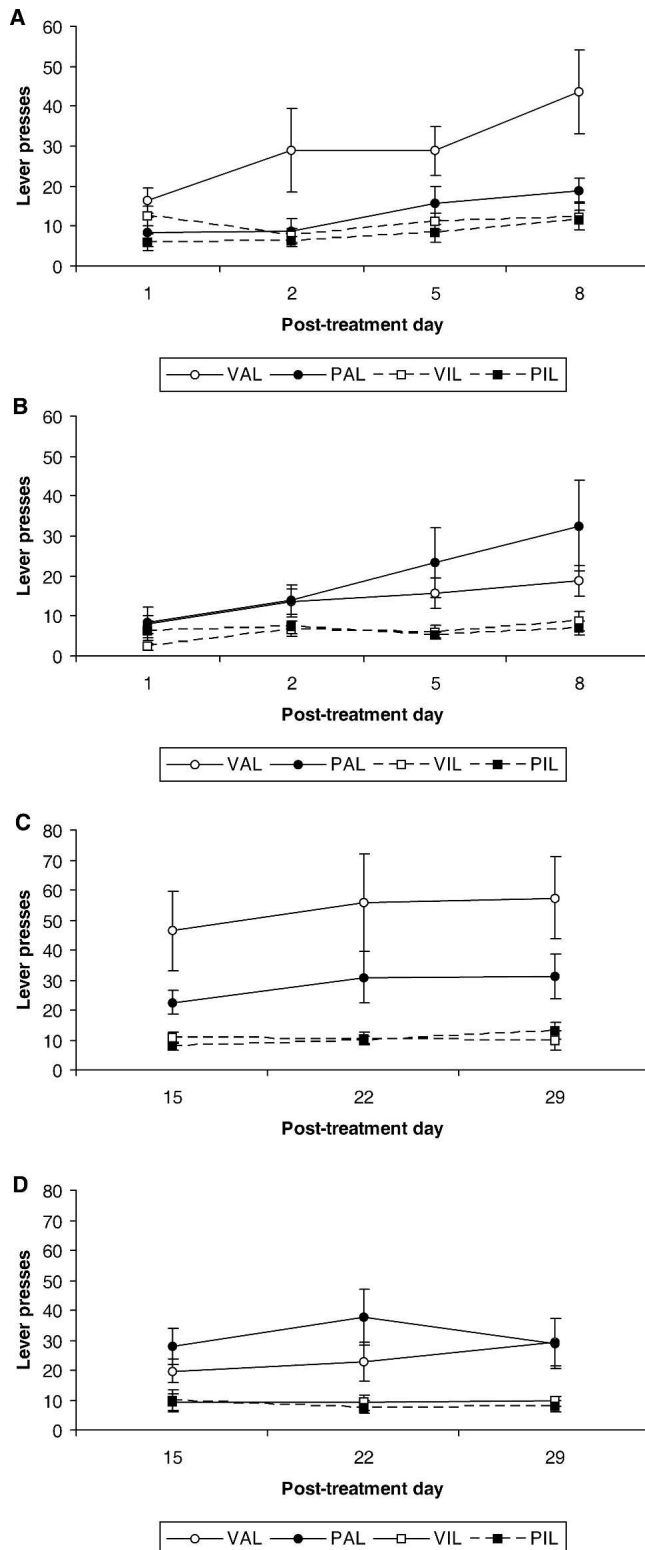 A
60
50
40
30
20
10
0
Lever presses
1 2 5 8
Post-treatment day
VAL PAL VIL PIL
B
60
50
40
30
20
10
0
Lever presses
1 2 5 8
Post-treatment day
VAL PAL VIL PIL
C
80
70
60
50
40
30
20
10
0
Lever presses
15 22 29
Post-treatment day
D
80
70
60
50
40
30
20
10
0
Lever presses
15 22 29
Post-treatment day
VAL PAL VIL PIL